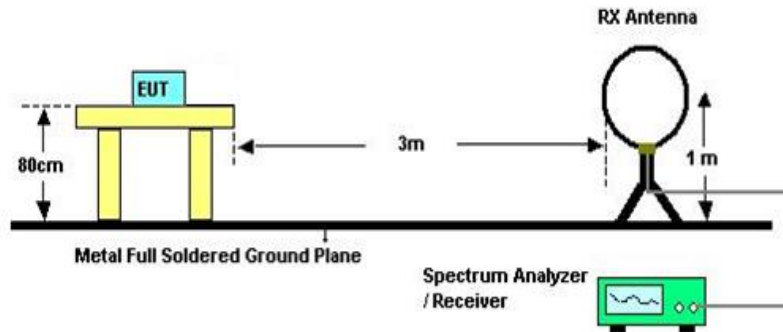 RX Antenna
EUT
80cm
3m
1 m
Metal Full Soldered Ground Plane
Spectrum Analyzer
/ Receiver